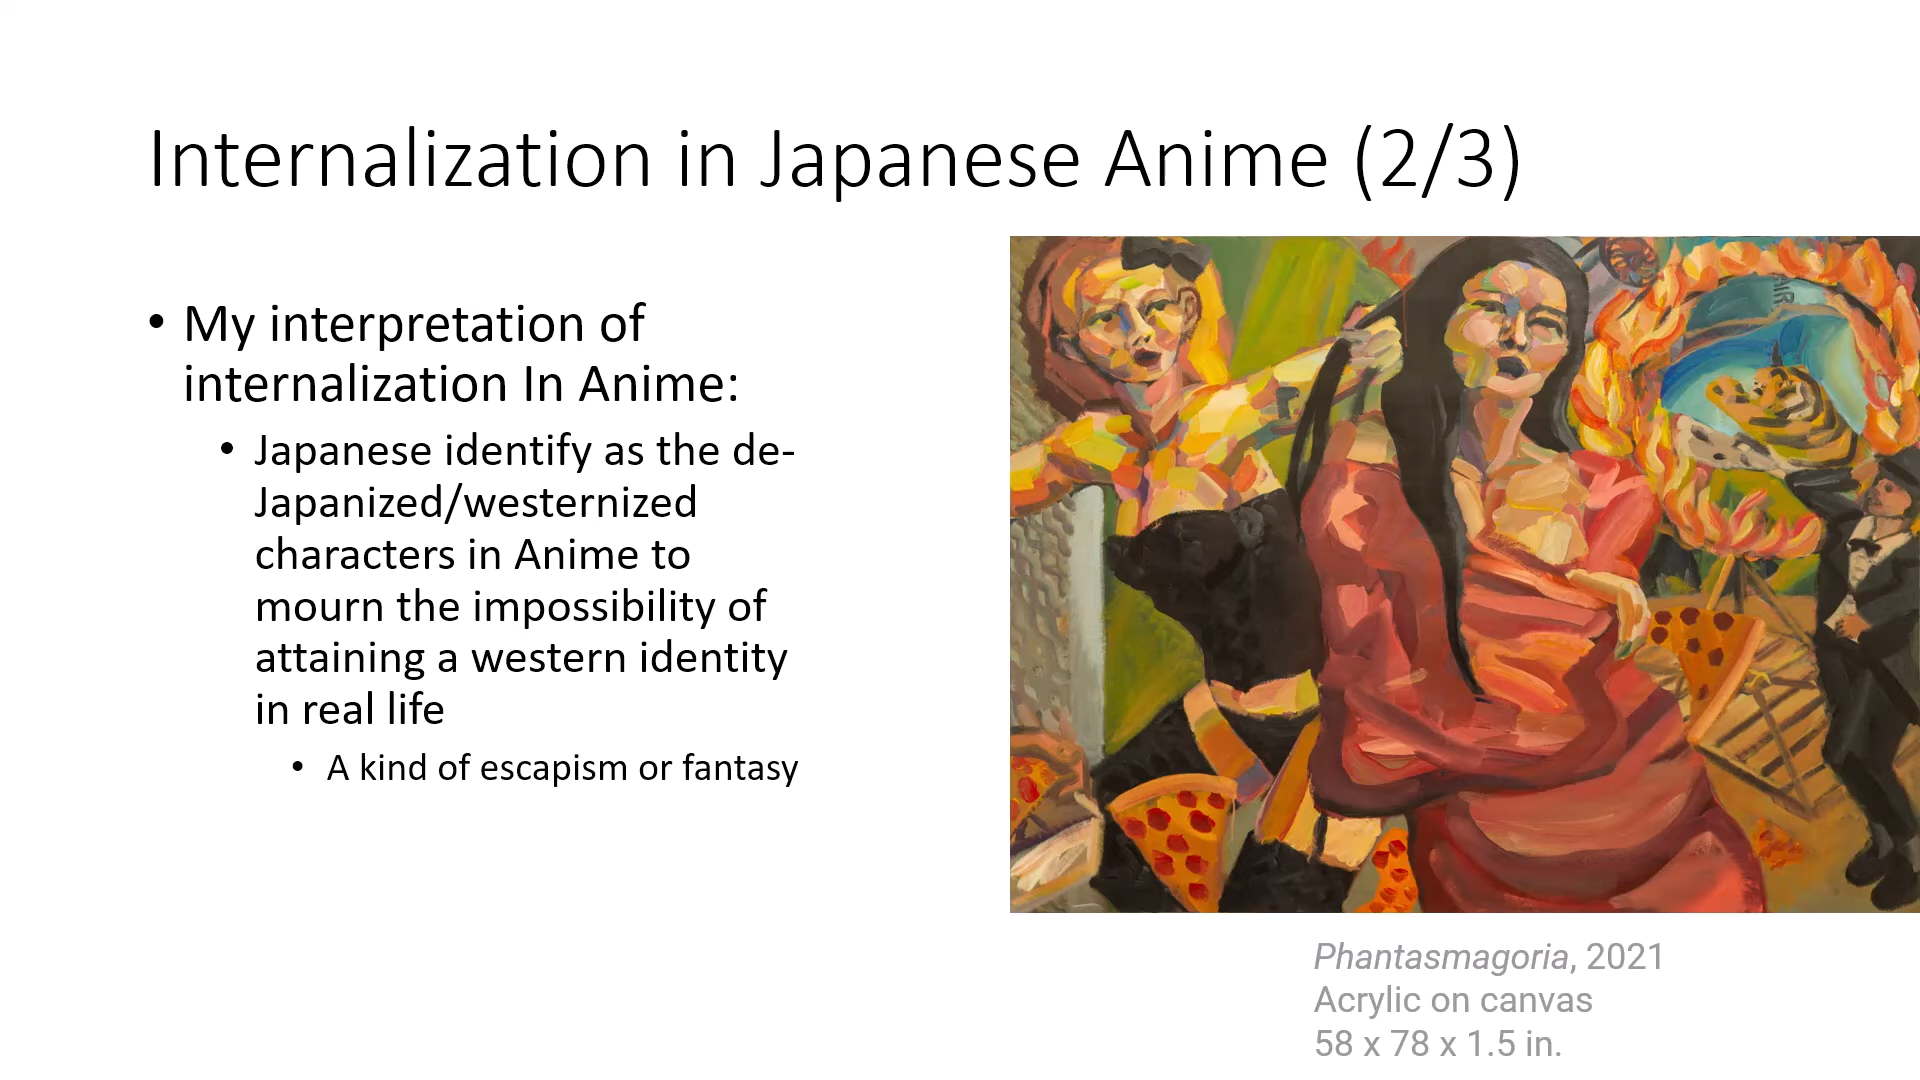 Internalization in Japanese Anime (2/3)
• My interpretation of
internalization In Anime:
• Japanese identify as the de-
Japanized/westernized
characters in Anime to
mourn the impossibility of
attaining a western identity
in real life
• A kind of escapism or fantasy
Phantasmagoria, 2021
Acrylic on canvas
58 x 78 x 1.5 in.